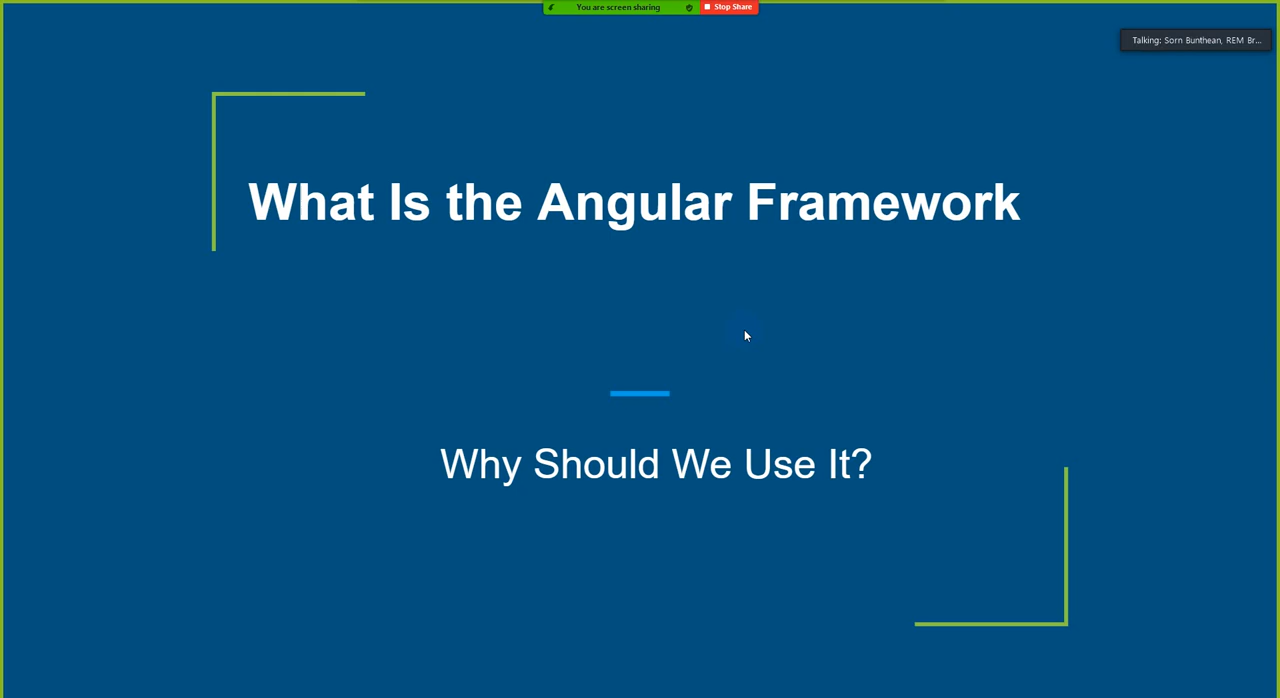 You are screen sharing
Stop Share
Talking: Sorn Bunthean, REM Br...
What Is the Angular Framework
Why Should We Use It?